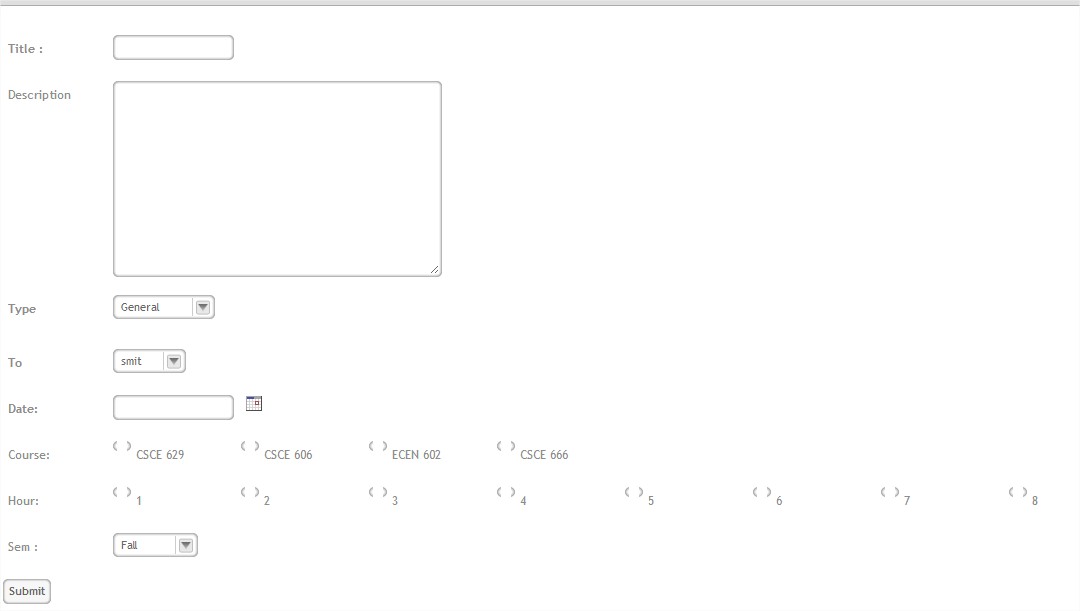 Title :
Description
Type General
To smit
Date:
Course: CSCE 629 CSCE 606 ECEN 602 CSCE 666
Hour: 1 2 3 4 5 6 7 8
Sem : Fall
Submit